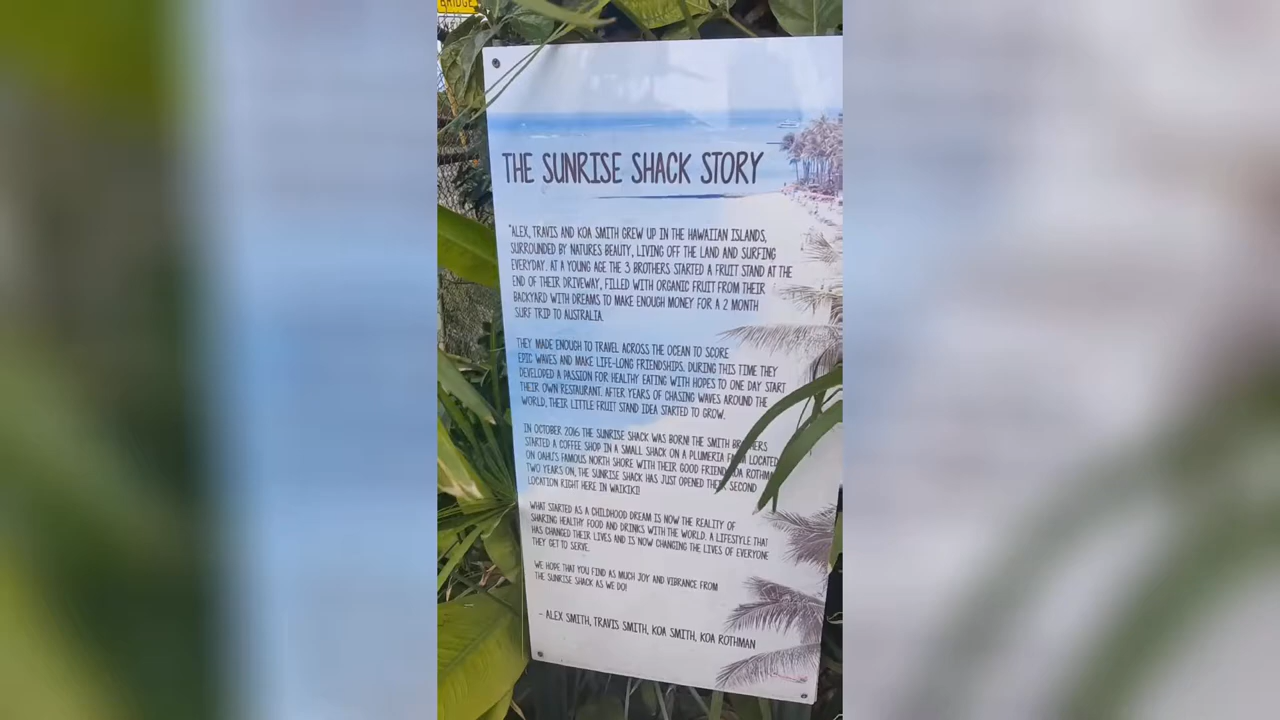 BRIDGE
THE SUNRISE SHACK STORY
"ALEX, TRAVIS AND KOA SMITH GREW UP IN THE HAWAIIAN ISLANDS,
SURROUNDED BY NATURES BEAUTY, LIVING OFF THE LAND AND SURFING
EVERYDAY. AT A YOUNG AGE THE 3 BROTHERS STARTED A FRUIT STAND AT THE
END OF THEIR DRIVEWAY, FILLED WITH ORGANIC FRUIT FROM THEIR
BACKYARD WITH DREAMS TO MAKE ENOUGH MONEY FOR A 2 MONTH
SURF TRIP TO AUSTRALIA.
THEY MADE ENOUGH TO TRAVEL ACROSS THE OCEAN TO SCORE
EPIC WAVES AND MAKE LIFE-LONG FRIENDSHIPS. DURING THIS TIME THEY
DEVELOPED A PASSION FOR HEALTHY EATING WITH HOPES TO ONE DAY START
THEIR OWN RESTAURANT. AFTER YEARS OF CHASING WAVES AROUND THE
WORLD, THEIR LITTLE FRUIT STAND IDEA STARTED TO GROW.
IN OCTOBER 2016 THE SUNRISE SHACK WAS BORN! THE SMITH BROTHERS
STARTED A COFFEE SHOP IN A SMALL SHACK ON A PLUMERIA LOCATED
ON OAHU'S FAMOUS NORTH SHORE WITH THEIR GOOD FRIEND KOA ROTHMAN
TWO YEARS ON, THE SUNRISE SHACK HAS JUST OPENED THEIR SECOND
LOCATION RIGHT HERE IN WAIKIKI!
WHAT STARTED AS A CHILDHOOD DREAM IS NOW THE REALITY OF
SHARING HEALTHY FOOD AND DRINKS WITH THE WORLD. A LIFESTYLE THAT
HAS CHANGED THEIR LIVES AND IS NOW CHANGING THE LIVES OF EVERYONE
THEY GET TO SERVE.
WE HOPE THAT YOU FIND AS MUCH JOY AND VIBRANCE FROM
THE SUNRISE SHACK AS WE DO!
- ALEX SMITH, TRAVIS SMITH, KOA SMITH, KOA ROTHMAN